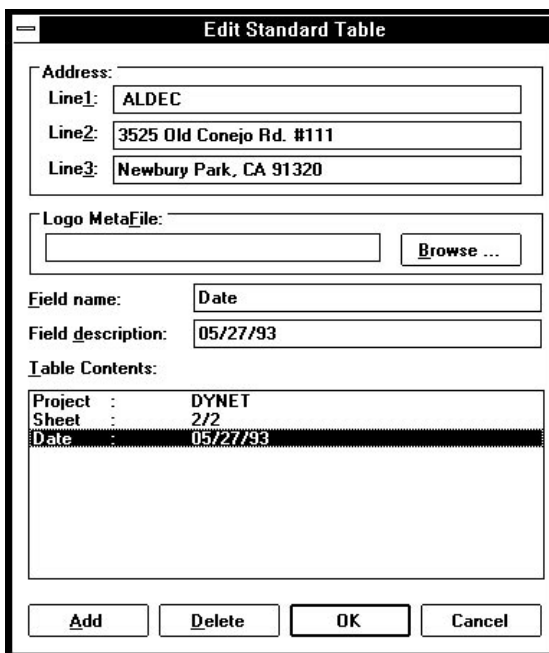 Edit Standard Table
Address:
Line1: ALDEC
Line2: 3525 Old Conejo Rd. #111
Line3: Newbury Park, CA 91320
Logo MetaFile:
Browse ...
Field name: Date
Field description: 05/27/93
Table Contents:
Project : DYNET
Sheet : 2/2
Date : 05/27/93
Add Delete OK Cancel